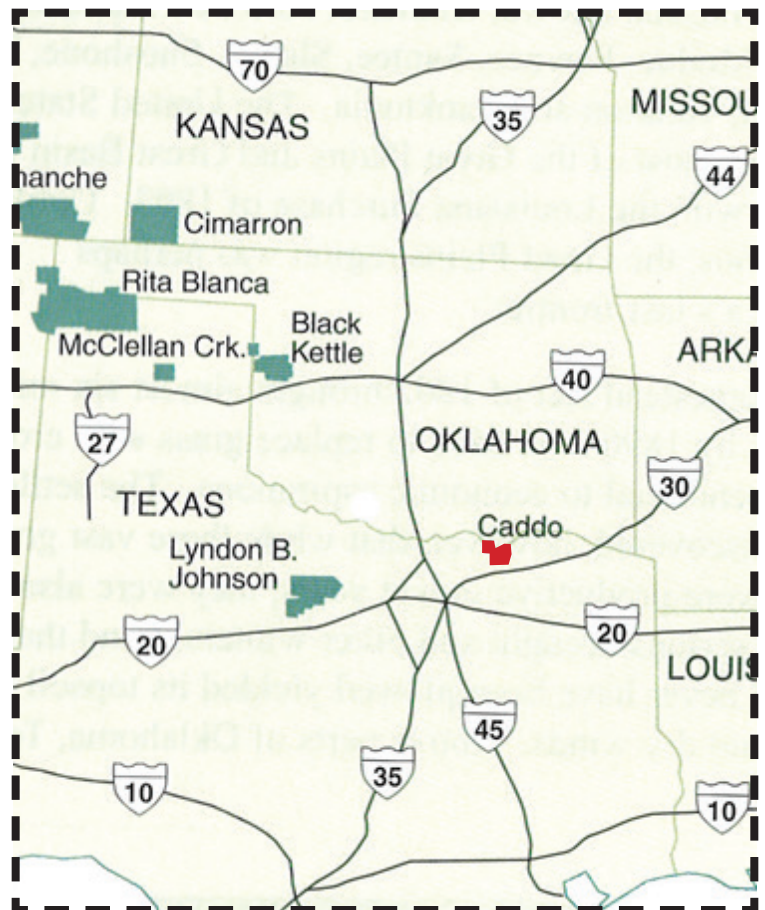 70
35
MISSOU
KANSAS
44
nanche
Cimarron
Rita Blanca
Black
Kettle
McClellan Crk.
ARKA
40
27
OKLAHOMA
30
TEXAS
Caddo
Lyndon B.
Johnson
20
20
LOUIS
45
35
10
10